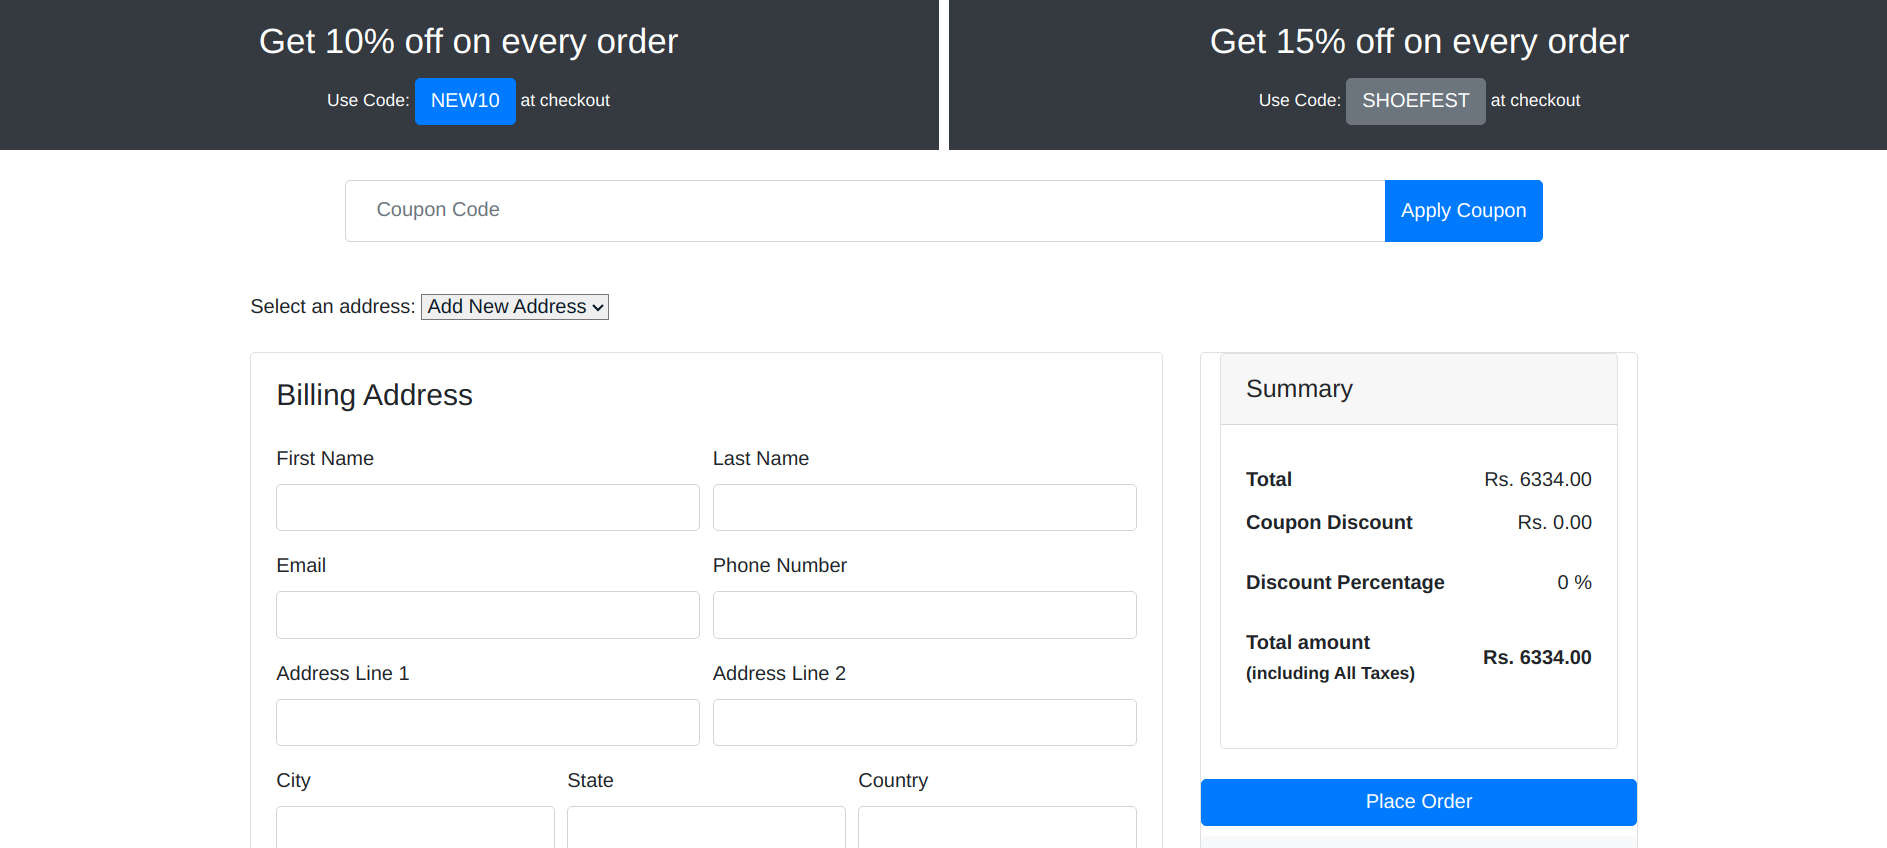 Get 10% off on every order
Use Code: NEW10 at checkout
Get 15% off on every order
Use Code: SHOEFEST at checkout
Coupon Code
Apply Coupon
Select an address: Add New Address
Billing Address
First Name
Last Name
Email
Phone Number
Address Line 1
Address Line 2
City
State
Country
Summary
Total Rs. 6334.00
Coupon Discount Rs. 0.00
Discount Percentage 0 %
Total amount
(including All Taxes) Rs. 6334.00
Place Order